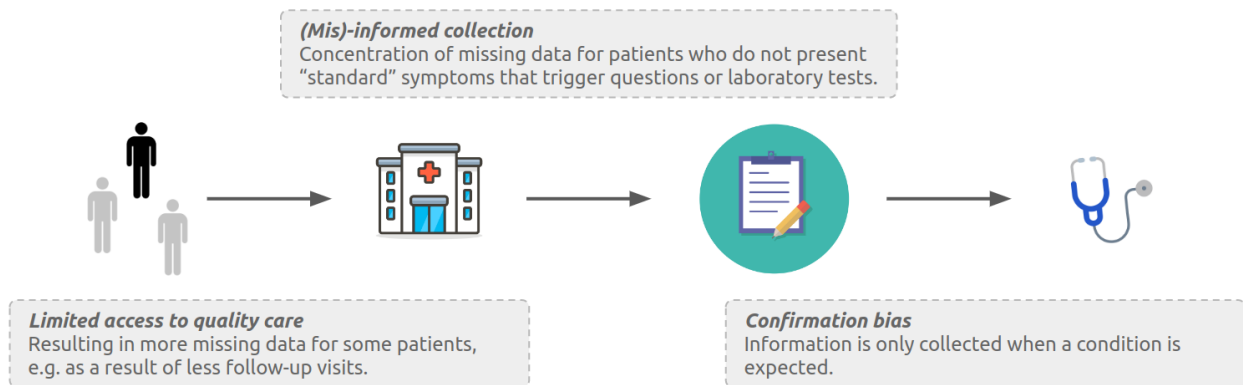 (Mis)-informed collection
Concentration of missing data for patients who do not present
“standard” symptoms that trigger questions or laboratory tests.
Limited access to quality care
Resulting in more missing data for some patients,
e.g. as a result of less follow-up visits.
Confirmation bias
Information is only collected when a condition is
expected.